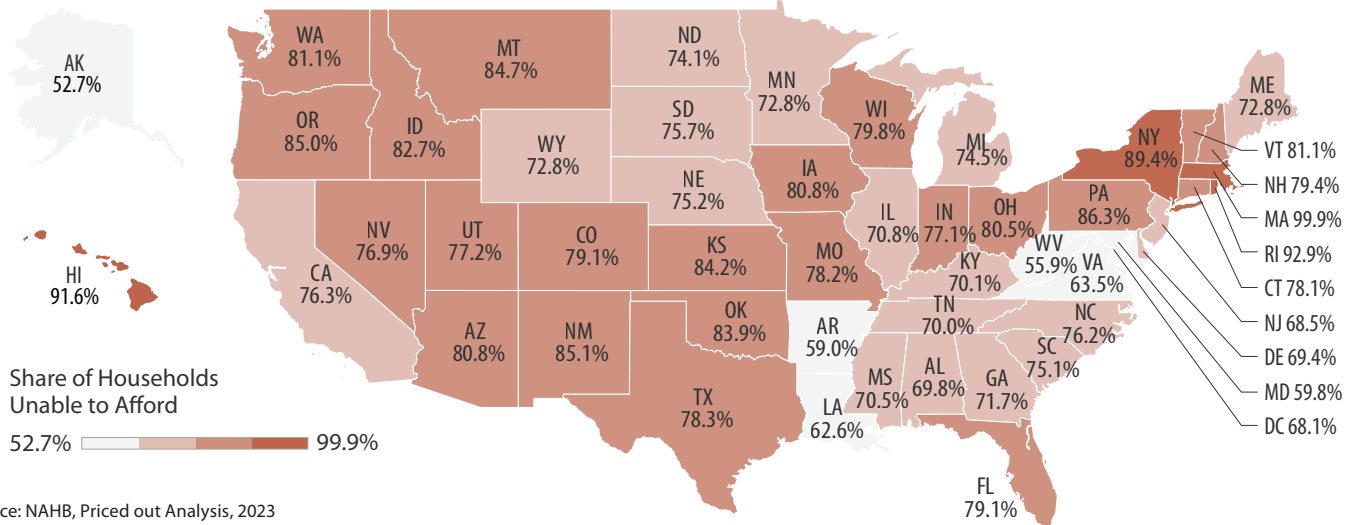 AK
52.7%
WA
81.1%
MT
84.7%
ND
74.1%
MN
72.8%
ME
72.8%
OR
85.0%
ID
82.7%
WY
72.8%
SD
75.7%
WI
79.8%
MI
74.5%
NY
89.4%
VT 81.1%
NH 79.4%
MA 99.9%
RI 92.9%
CT 78.1%
NJ 68.5%
DE 69.4%
MD 59.8%
DC 68.1%
NE
75.2%
IA
80.8%
PA
86.3%
NV
76.9%
UT
77.2%
CO
79.1%
KS
84.2%
MO
78.2%
IL
70.8%
IN
77.1%
OH
80.5%
WV
55.9%
VA
63.5%
HI
91.6%
CA
76.3%
KY
70.1%
AZ
80.8%
NM
85.1%
OK
83.9%
AR
59.0%
TN
70.0%
NC
76.2%
SC
75.1%
TX
78.3%
LA
62.6%
MS
70.5%
AL
69.8%
GA
71.7%
FL
79.1%
Share of Households
Unable to Afford
52.7% 99.9%
ce: NAHB, Priced out Analysis, 2023